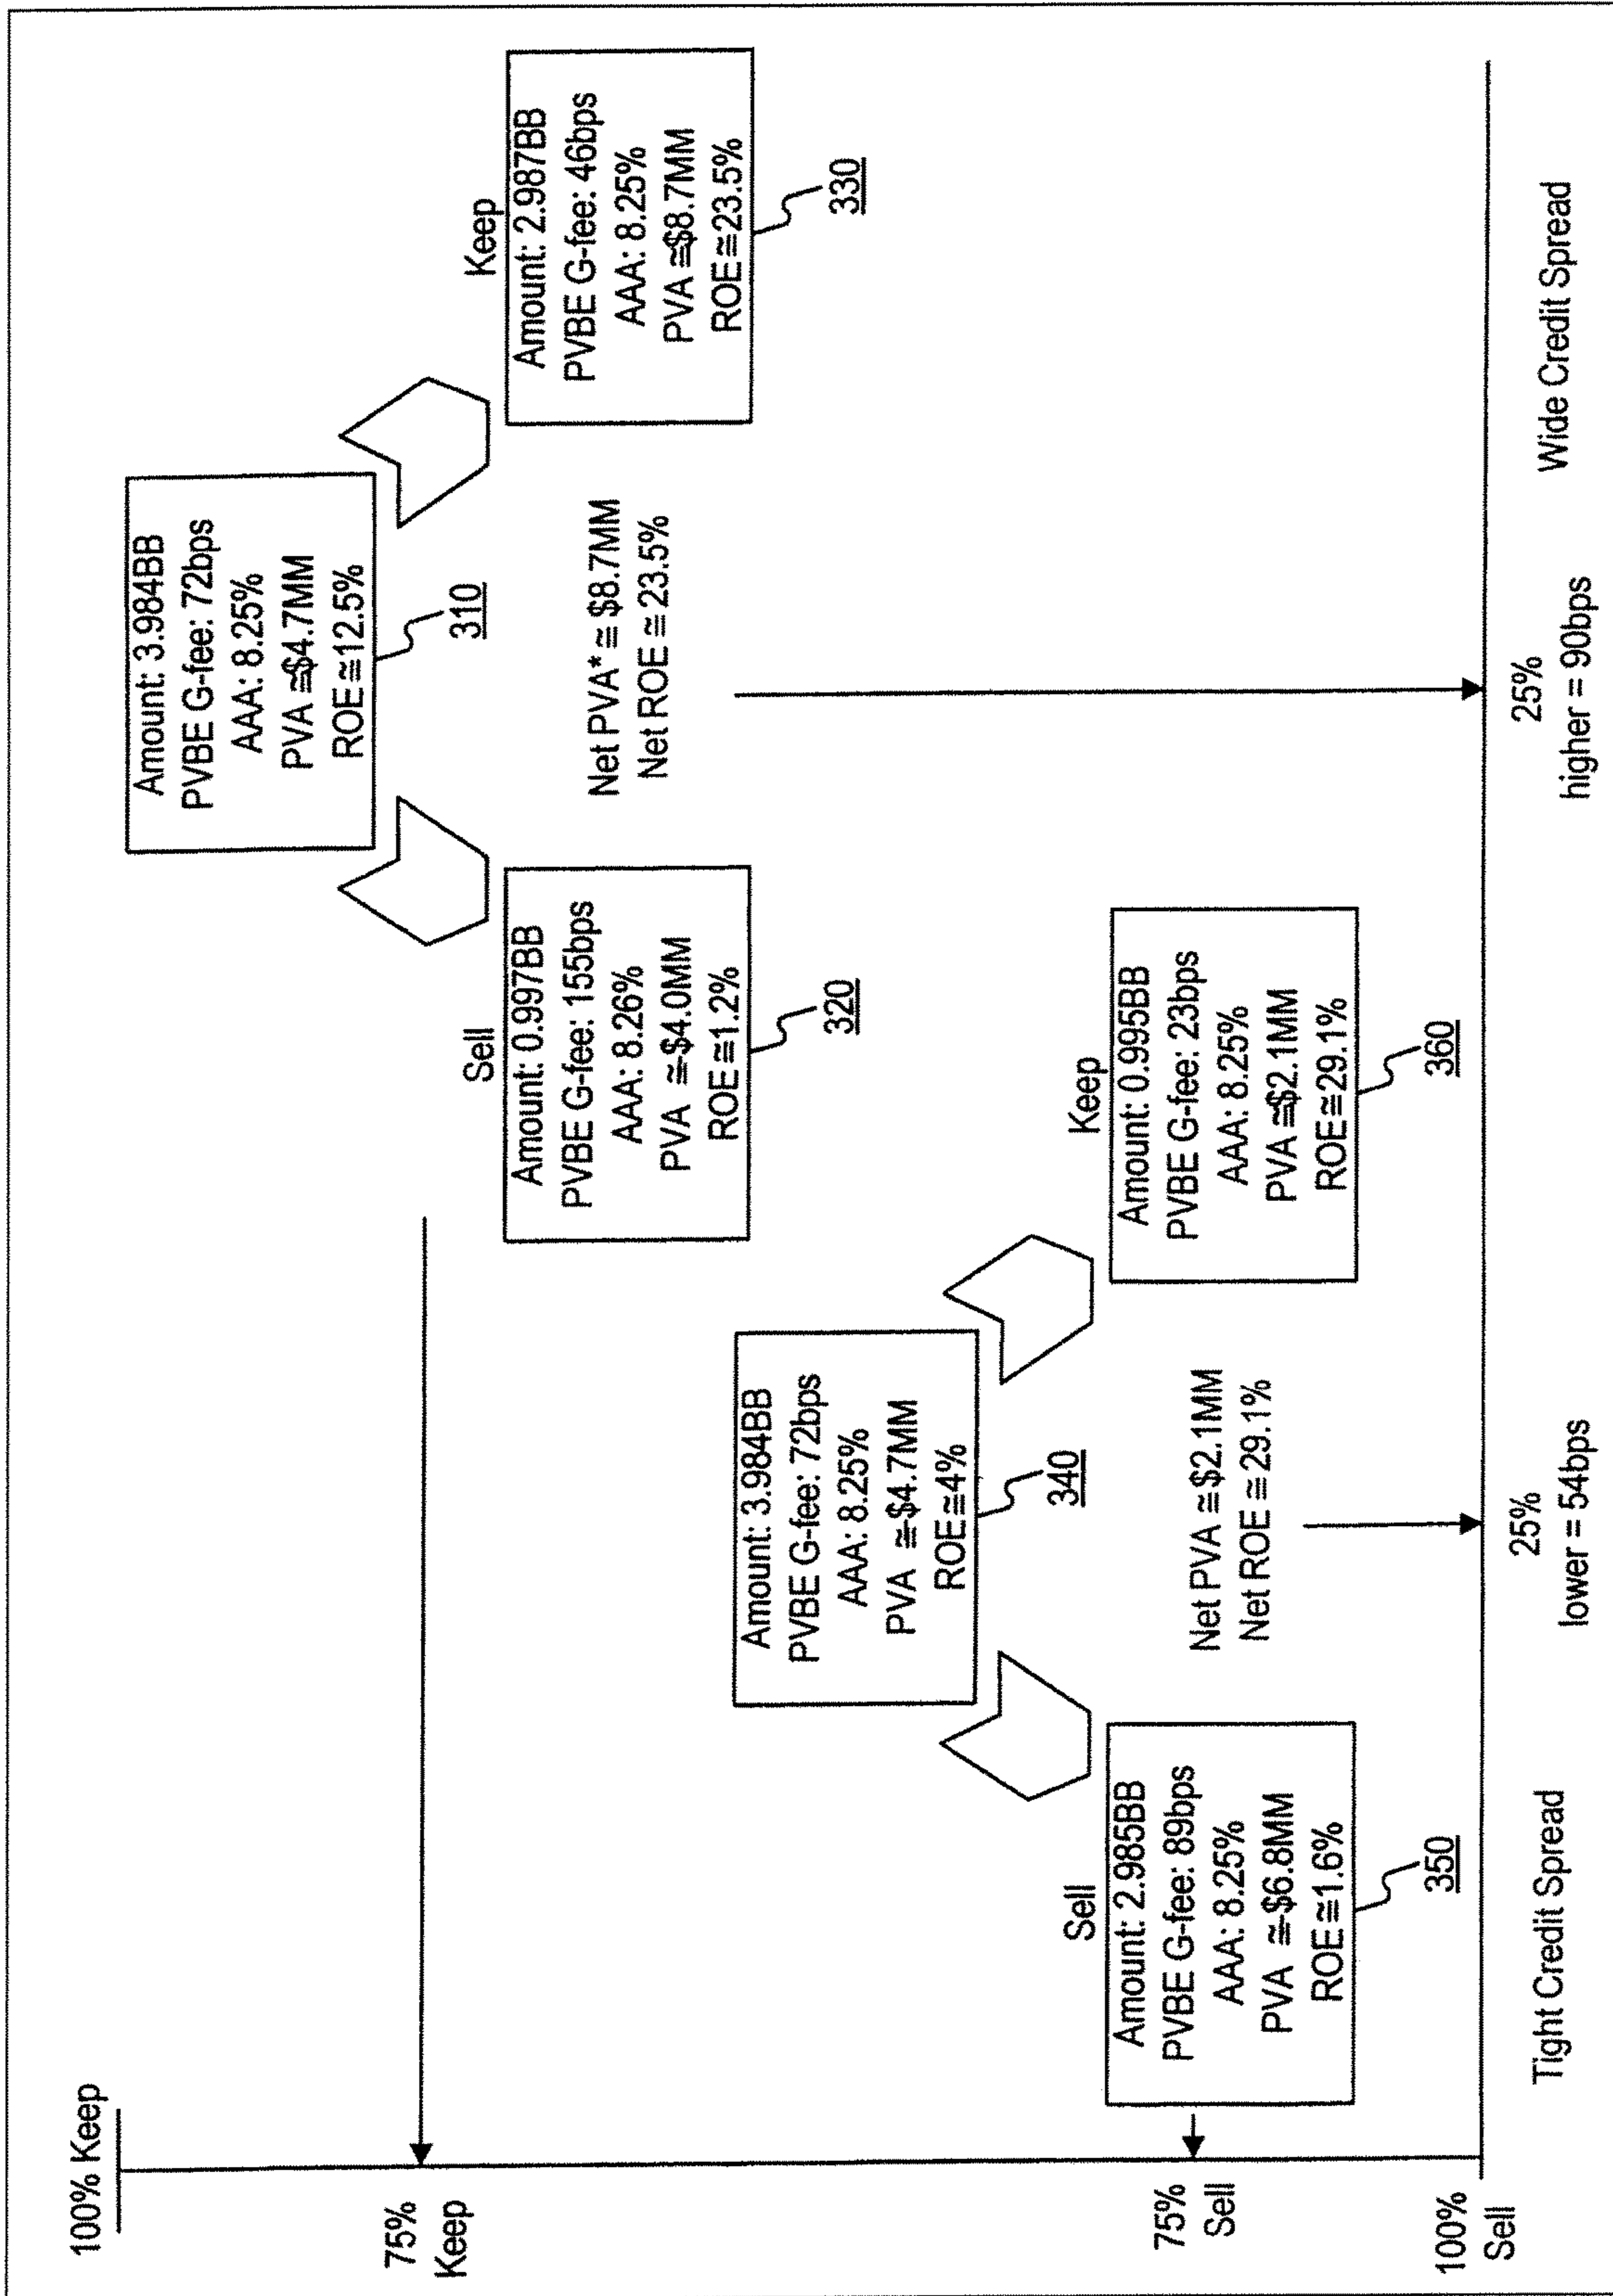 100% Keep
Amount: 3.984BB
PVBE G-fee: 72bps
AAA: 8.25%
PVA ≅$4.7MM
ROE≅12.5%
310
75%
Keep
Sell
Amount: 0.997BB
PVBE G-fee: 155bps
AAA: 8.26%
PVA ≅-$4.0MM
ROE≅1.2%
320
Net PVA* ≅ $8.7MM
Net ROE ≅ 23.5%
Keep
Amount: 2.987BB
PVBE G-fee: 46bps
AAA: 8.25%
PVA ≅$8.7MM
ROE≅23.5%
330
Amount: 3.984BB
PVBE G-fee: 72bps
AAA: 8.25%
PVA ≅-$4.7MM
ROE≅4%
340
75%
Sell
Sell
Amount: 2.985BB
PVBE G-fee: 89bps
AAA: 8.25%
PVA ≅-$6.8MM
ROE≅1.6%
350
Net PVA ≅$2.1MM
Net ROE ≅29.1%
Keep
Amount: 0.995BB
PVBE G-fee: 23bps
AAA: 8.25%
PVA ≅$2.1MM
ROE≅29.1%
360
100%
Sell
Tight Credit Spread
25%
lower = 54bps
25%
higher = 90bps
Wide Credit Spread